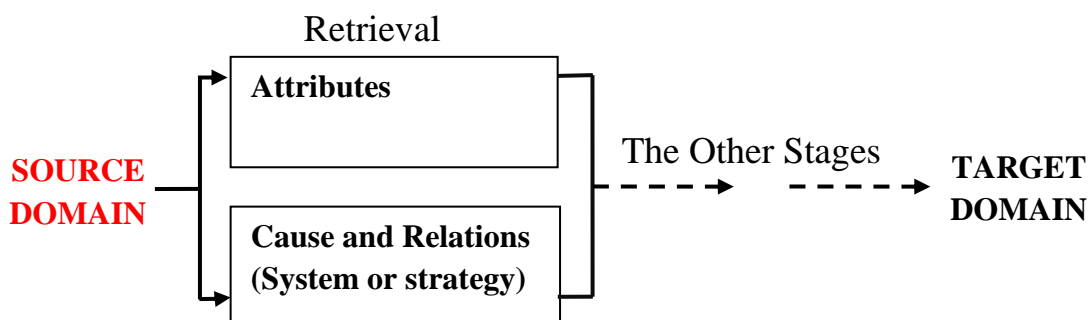 Retrieval
Attributes
SOURCE
DOMAIN
Cause and Relations
(System or strategy)
The Other Stages
TARGET
DOMAIN